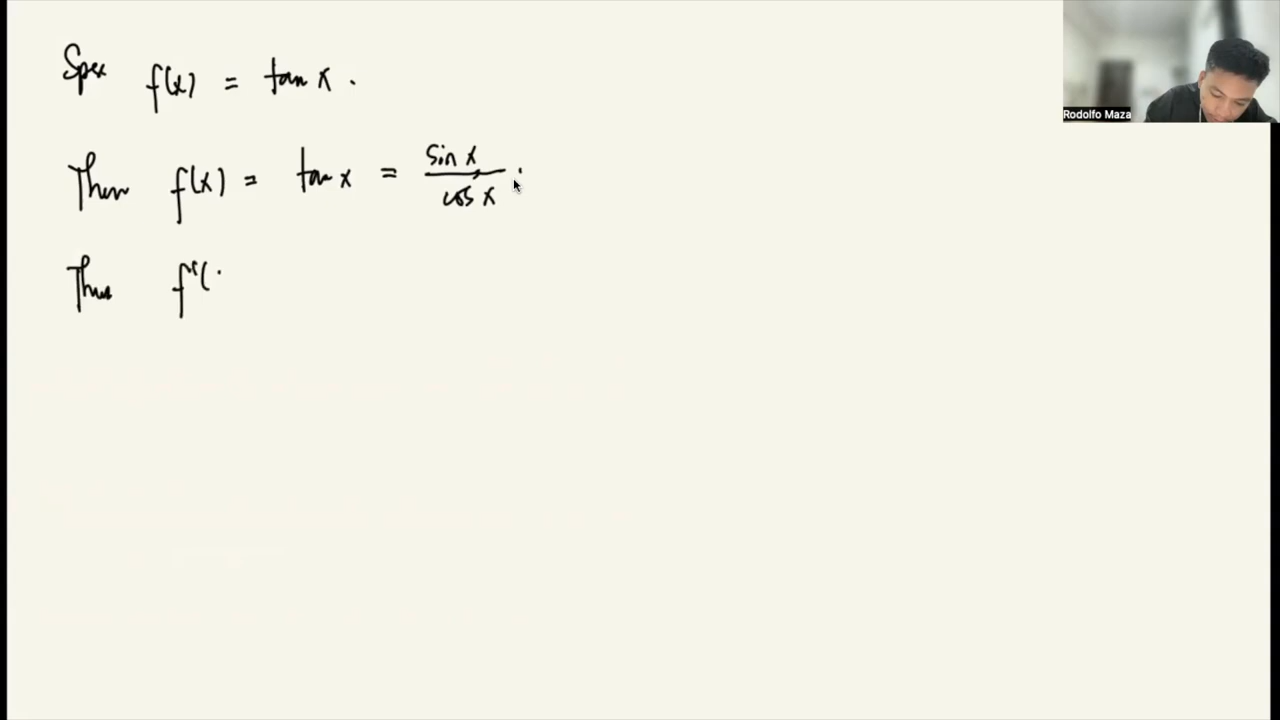 Spse f(x) = tan x .
Rodolfo Maza
Then f(x) = tan x = sin x / cos x .
Thus f'(